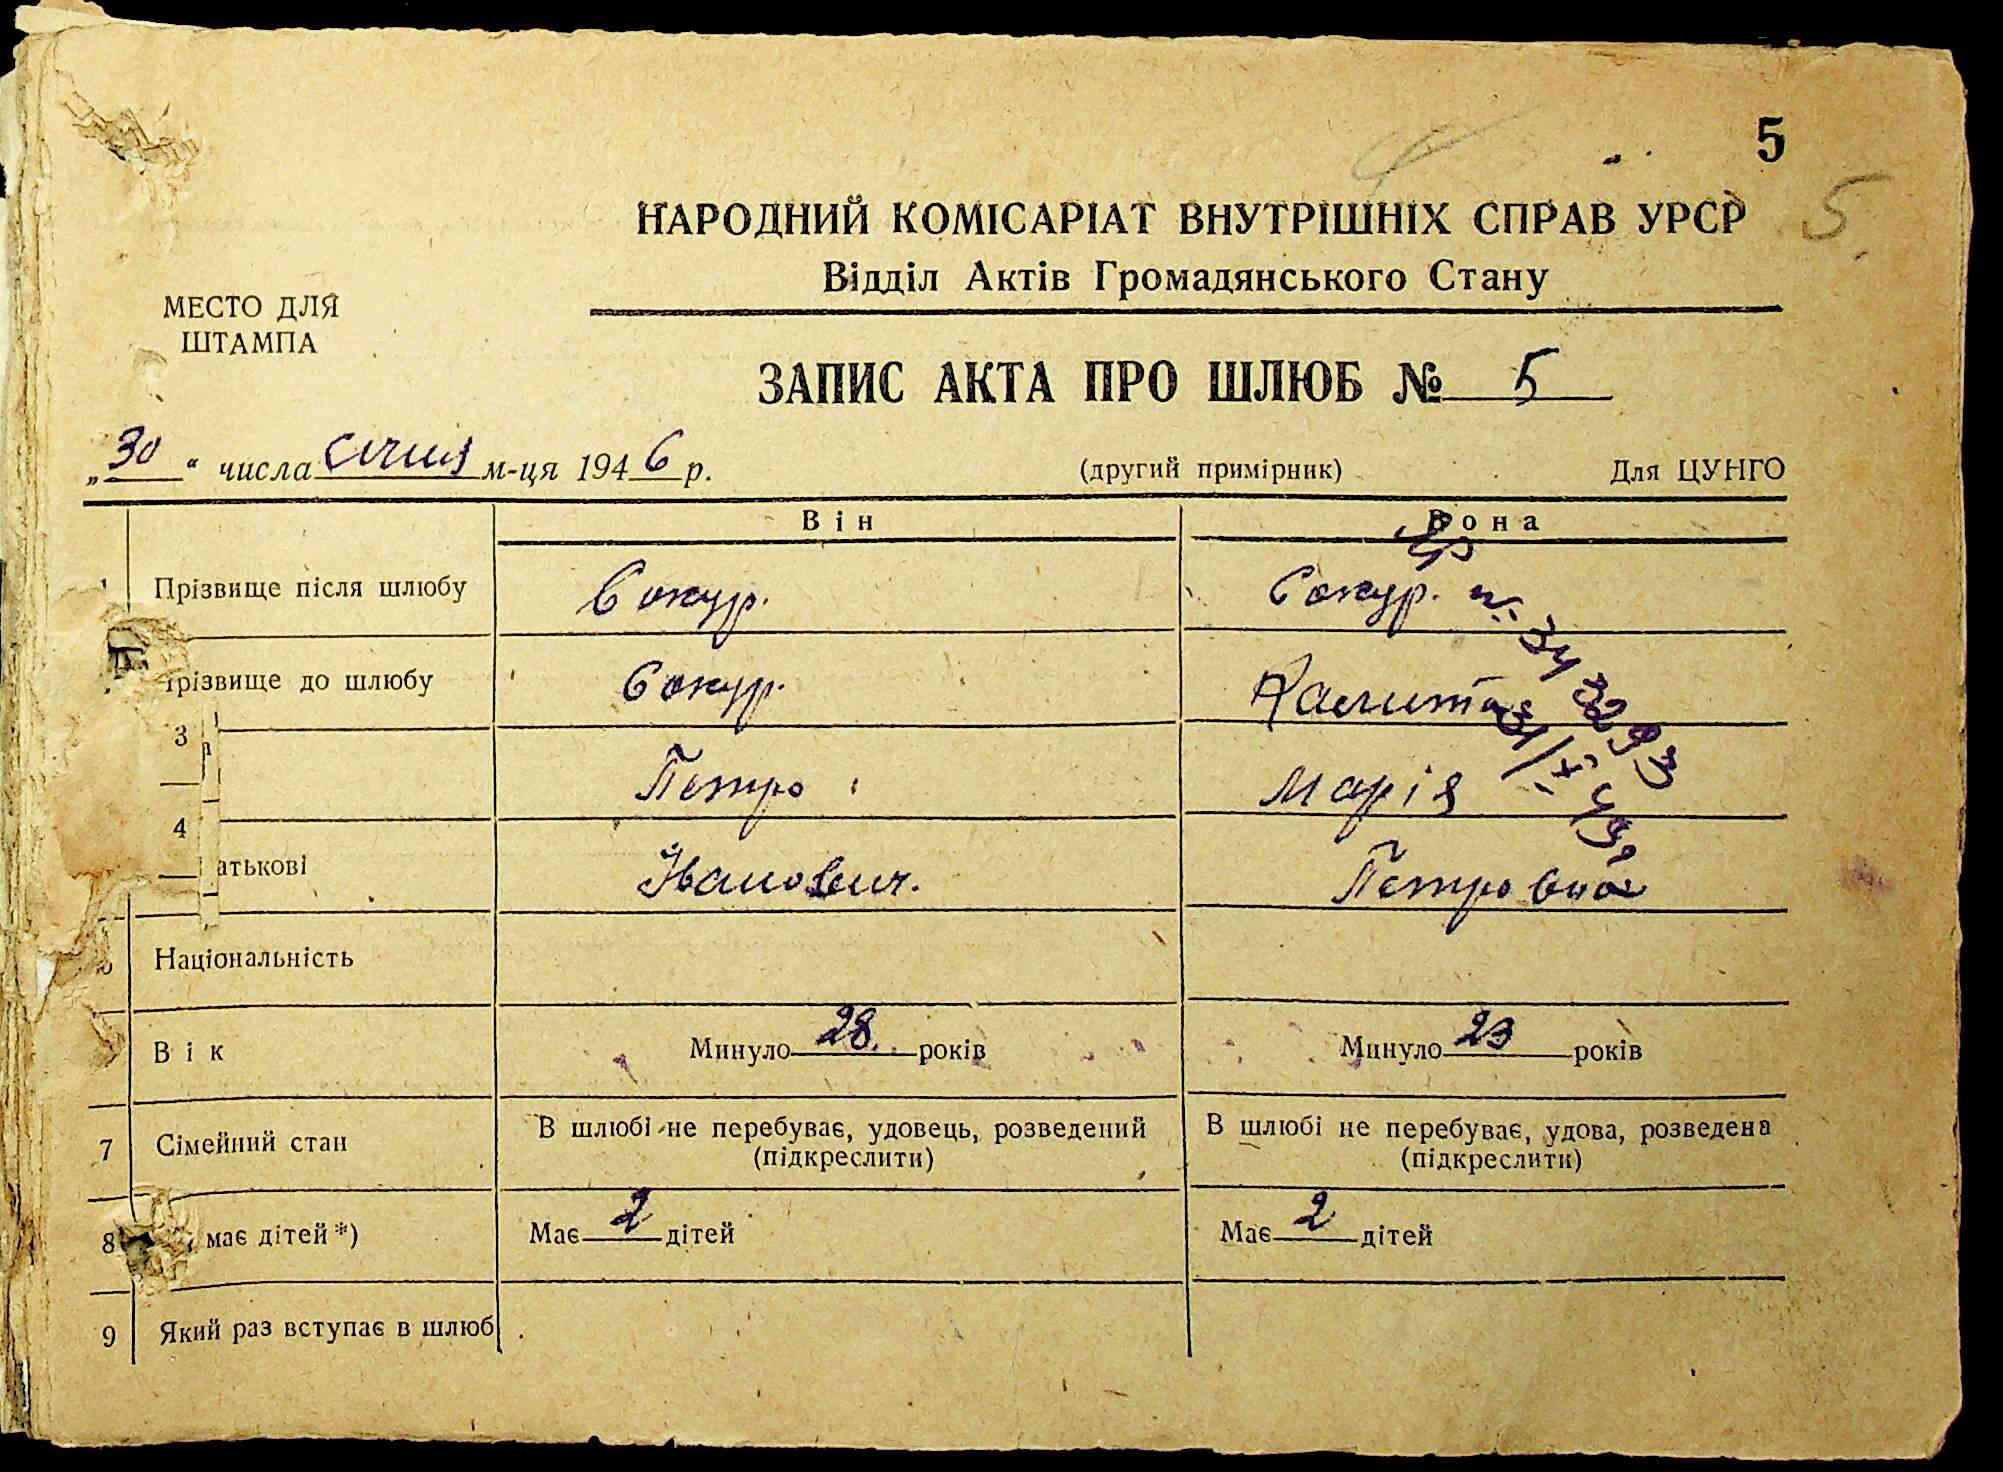 5
5
НАРОДНИЙ КОМІСАРІАТ ВНУТРІШНІХ СПРАВ УРСР
Відділ Актів Громадянського Стану
МЕСТО ДЛЯ
ШТАМПА
ЗАПИС АКТА ПРО ШЛЮБ № 5
„30“ числа січня м-ця 1946 р. (другий примірник) Для ЦУНГО
Він Вона
1 Прізвище після шлюбу Сокур. Сокур.
різвище до шлюбу Сокур. Калита
3 Петро Марія
4 атькові Іванович. Петровна
Національність
Вік Минуло 28 років Минуло 23 років
7 Сімейний стан В шлюбі не перебуває, удовець, розведений В шлюбі не перебуває, удова, розведена
(підкреслити) (підкреслити)
8 має дітей*) Має 2 дітей Має 2 дітей
9 Який раз вступає в шлюб